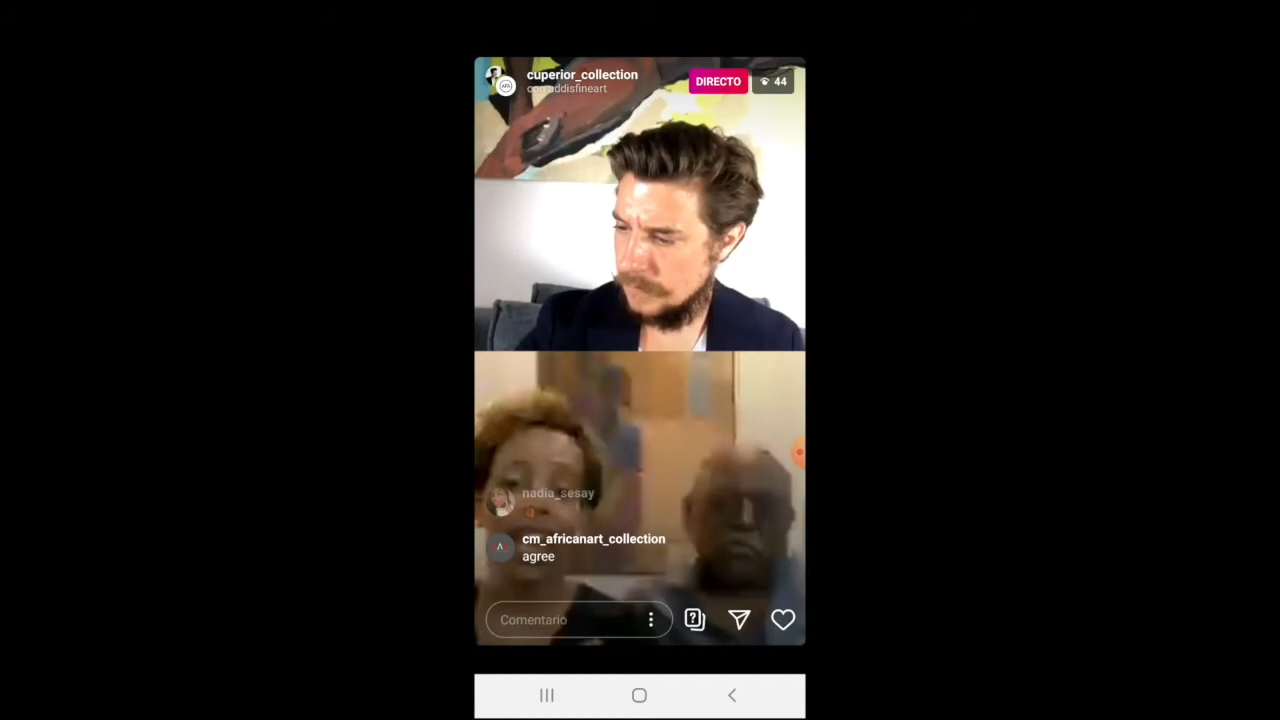 cuperior_collection
con addisfineart
DIRECTO
44
nadia_sesay
cm_africanart_collection
agree
Comentario